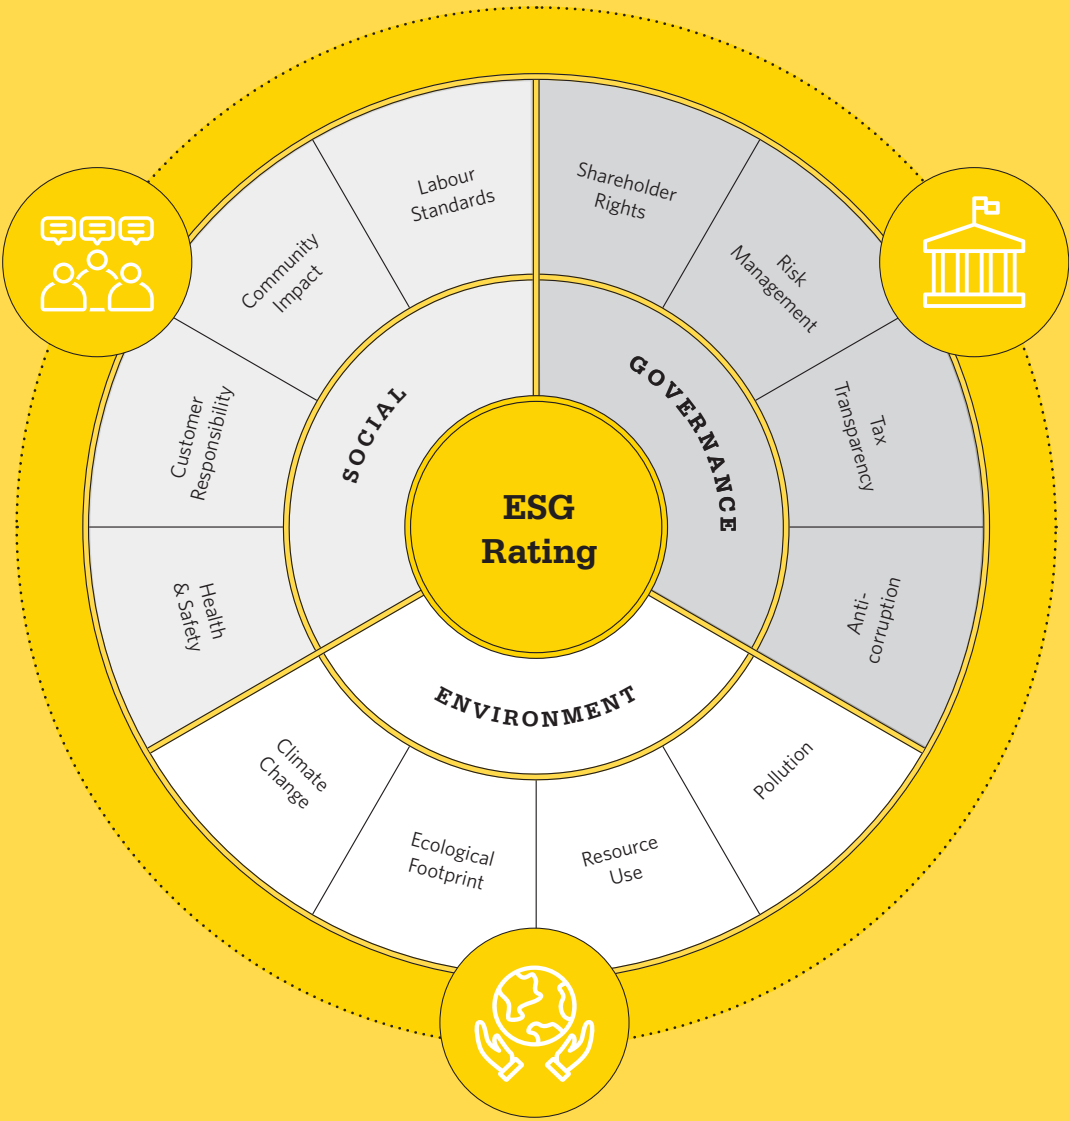 ESG
Rating
GOVERNANCE
Shareholder
Rights
Risk
Management
Tax
Transparency
Anti-
corruption
ENVIRONMENT
Pollution
Resource
Use
Ecological
Footprint
Climate
Change
SOCIAL
Health
& Safety
Customer
Responsibility
Community
Impact
Labour
Standards